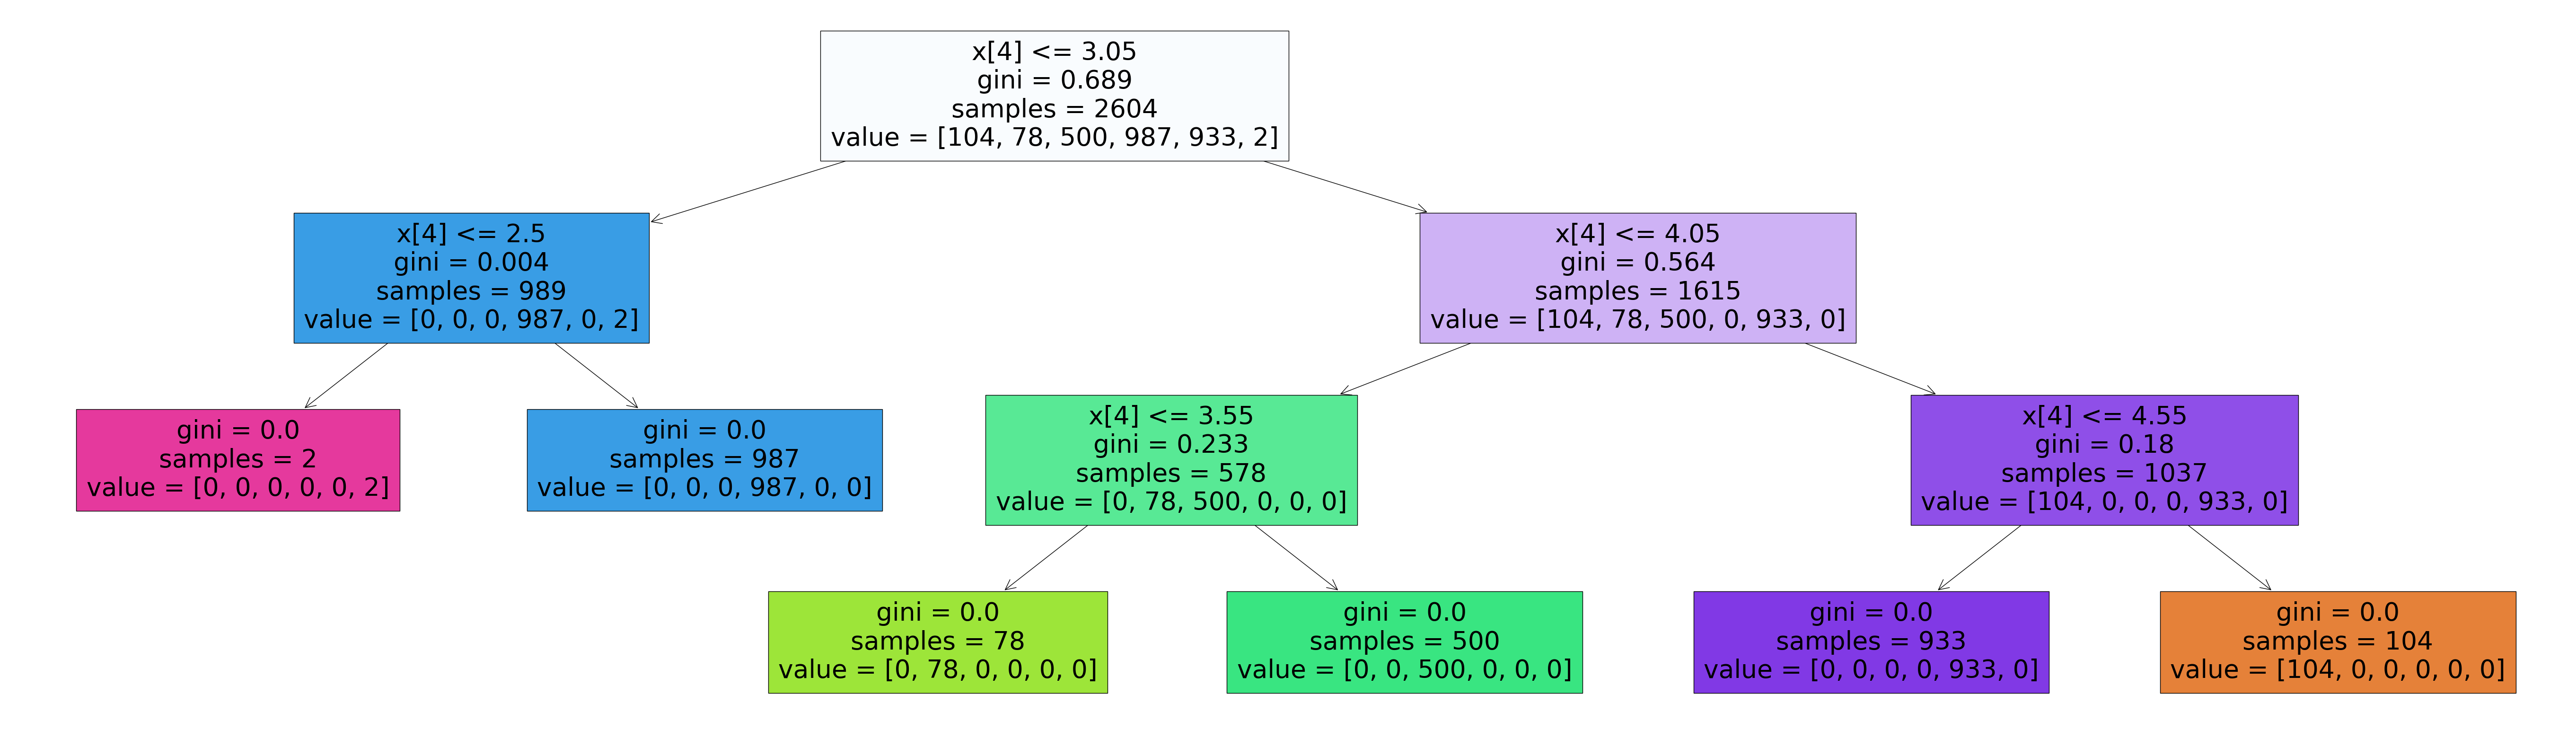 x[4] <= 3.05
gini = 0.689
samples = 2604
value = [104, 78, 500, 987, 933, 2]
x[4] <= 2.5
gini = 0.004
samples = 989
value = [0, 0, 0, 987, 0, 2]
x[4] <= 4.05
gini = 0.564
samples = 1615
value = [104, 78, 500, 0, 933, 0]
gini = 0.0
samples = 2
value = [0, 0, 0, 0, 0, 2]
gini = 0.0
samples = 987
value = [0, 0, 0, 987, 0, 0]
x[4] <= 3.55
gini = 0.233
samples = 578
value = [0, 78, 500, 0, 0, 0]
x[4] <= 4.55
gini = 0.18
samples = 1037
value = [104, 0, 0, 0, 933, 0]
gini = 0.0
samples = 78
value = [0, 78, 0, 0, 0, 0]
gini = 0.0
samples = 500
value = [0, 0, 500, 0, 0, 0]
gini = 0.0
samples = 933
value = [0, 0, 0, 0, 933, 0]
gini = 0.0
samples = 104
value = [104, 0, 0, 0, 0, 0]